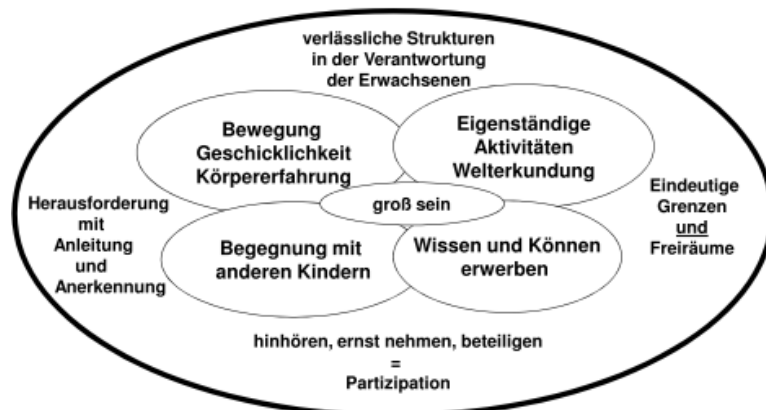 verlässliche Strukturen
in der Verantwortung
der Erwachsenen
Bewegung
Geschicklichkeit
Körpererfahrung
Eigenständige
Aktivitäten
Welterkundung
Herausforderung
mit
Anleitung
und
Anerkennung
groß sein
Eindeutige
Grenzen
und
Freiräume
Begegnung mit
anderen Kindern
Wissen und Können
erwerben
hinhören, ernst nehmen, beteiligen
=
Partizipation